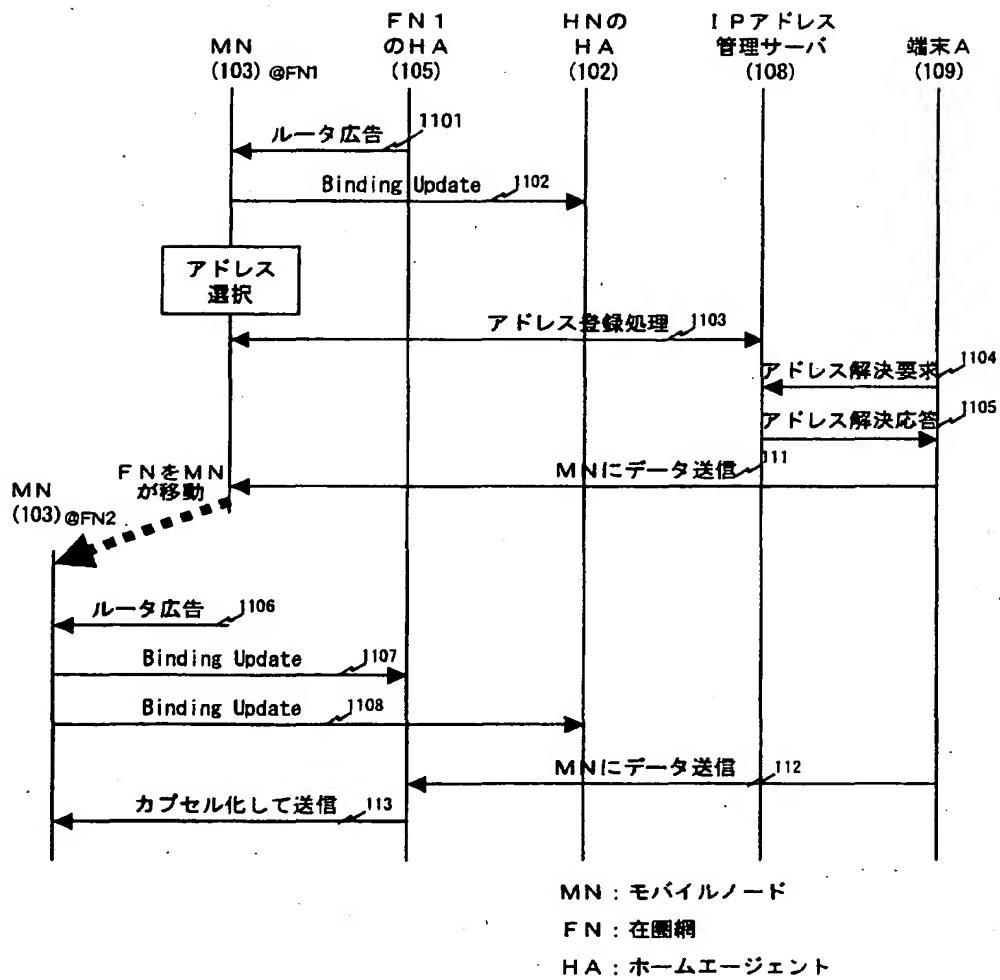 MN
(103) @FN1
FN1
のHA
(105)
HNの
HA
(102)
IPアドレス
管理サーバ
(108)
端末A
(109)
ルータ広告
1101
Binding Update
1102
アドレス
選択
アドレス登録処理
1103
アドレス解決要求
1104
アドレス解決応答
1105
MNにデータ送信
111
FNをMN
が移動
MN
(103)@FN2
ルータ広告
1106
Binding Update
1107
Binding Update
1108
MNにデータ送信
112
カプセル化して送信
113
MN:モバイルノード
FN:在圏網
HA:ホームエージェント